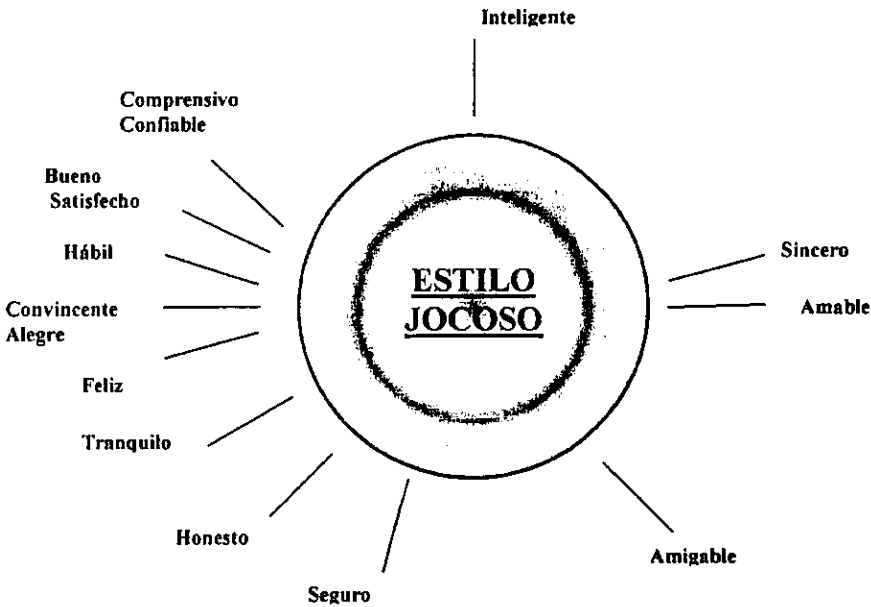 Inteligente
Comprensivo
Confiable
Bueno
Satisfecho
Hábil
Sincero
ESTILO
JOCOSO
Convincente
Alegre
Amable
Feliz
Tranquilo
Honesto
Amigable
Seguro